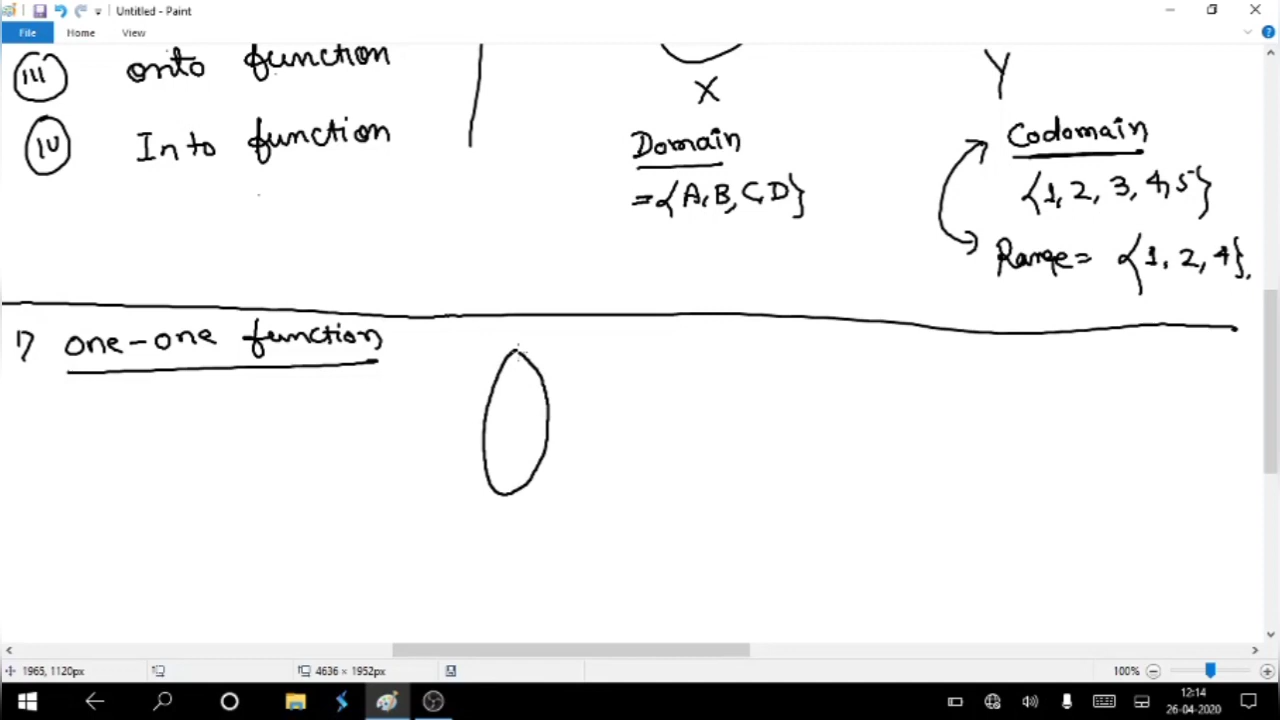 Untitled - Paint
File Home View
III onto function
IV Into function
X
Y
Domain
= {A, B, C, D}
Codomain
{1, 2, 3, 4, 5}
Range = {1, 2, 4}.
1) one-one function
1965, 1120px
4636 × 1952px
100%
12:14
26-04-2020